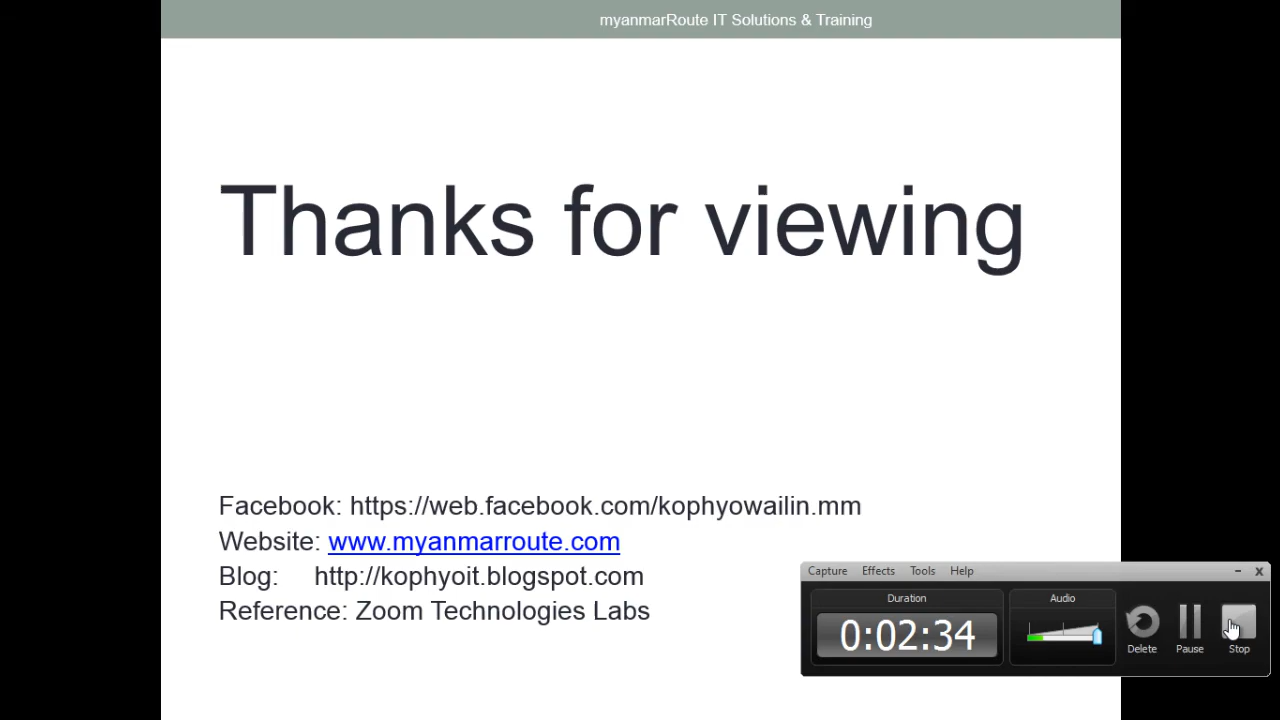 myanmarRoute IT Solutions & Training
Thanks for viewing
Facebook: https://web.facebook.com/kophyowailin.mm
Website: www.myanmarroute.com
Blog: http://kophyoit.blogspot.com
Reference: Zoom Technologies Labs
Capture Effects Tools Help
Duration
Audio
0:02:34
Delete Pause Stop